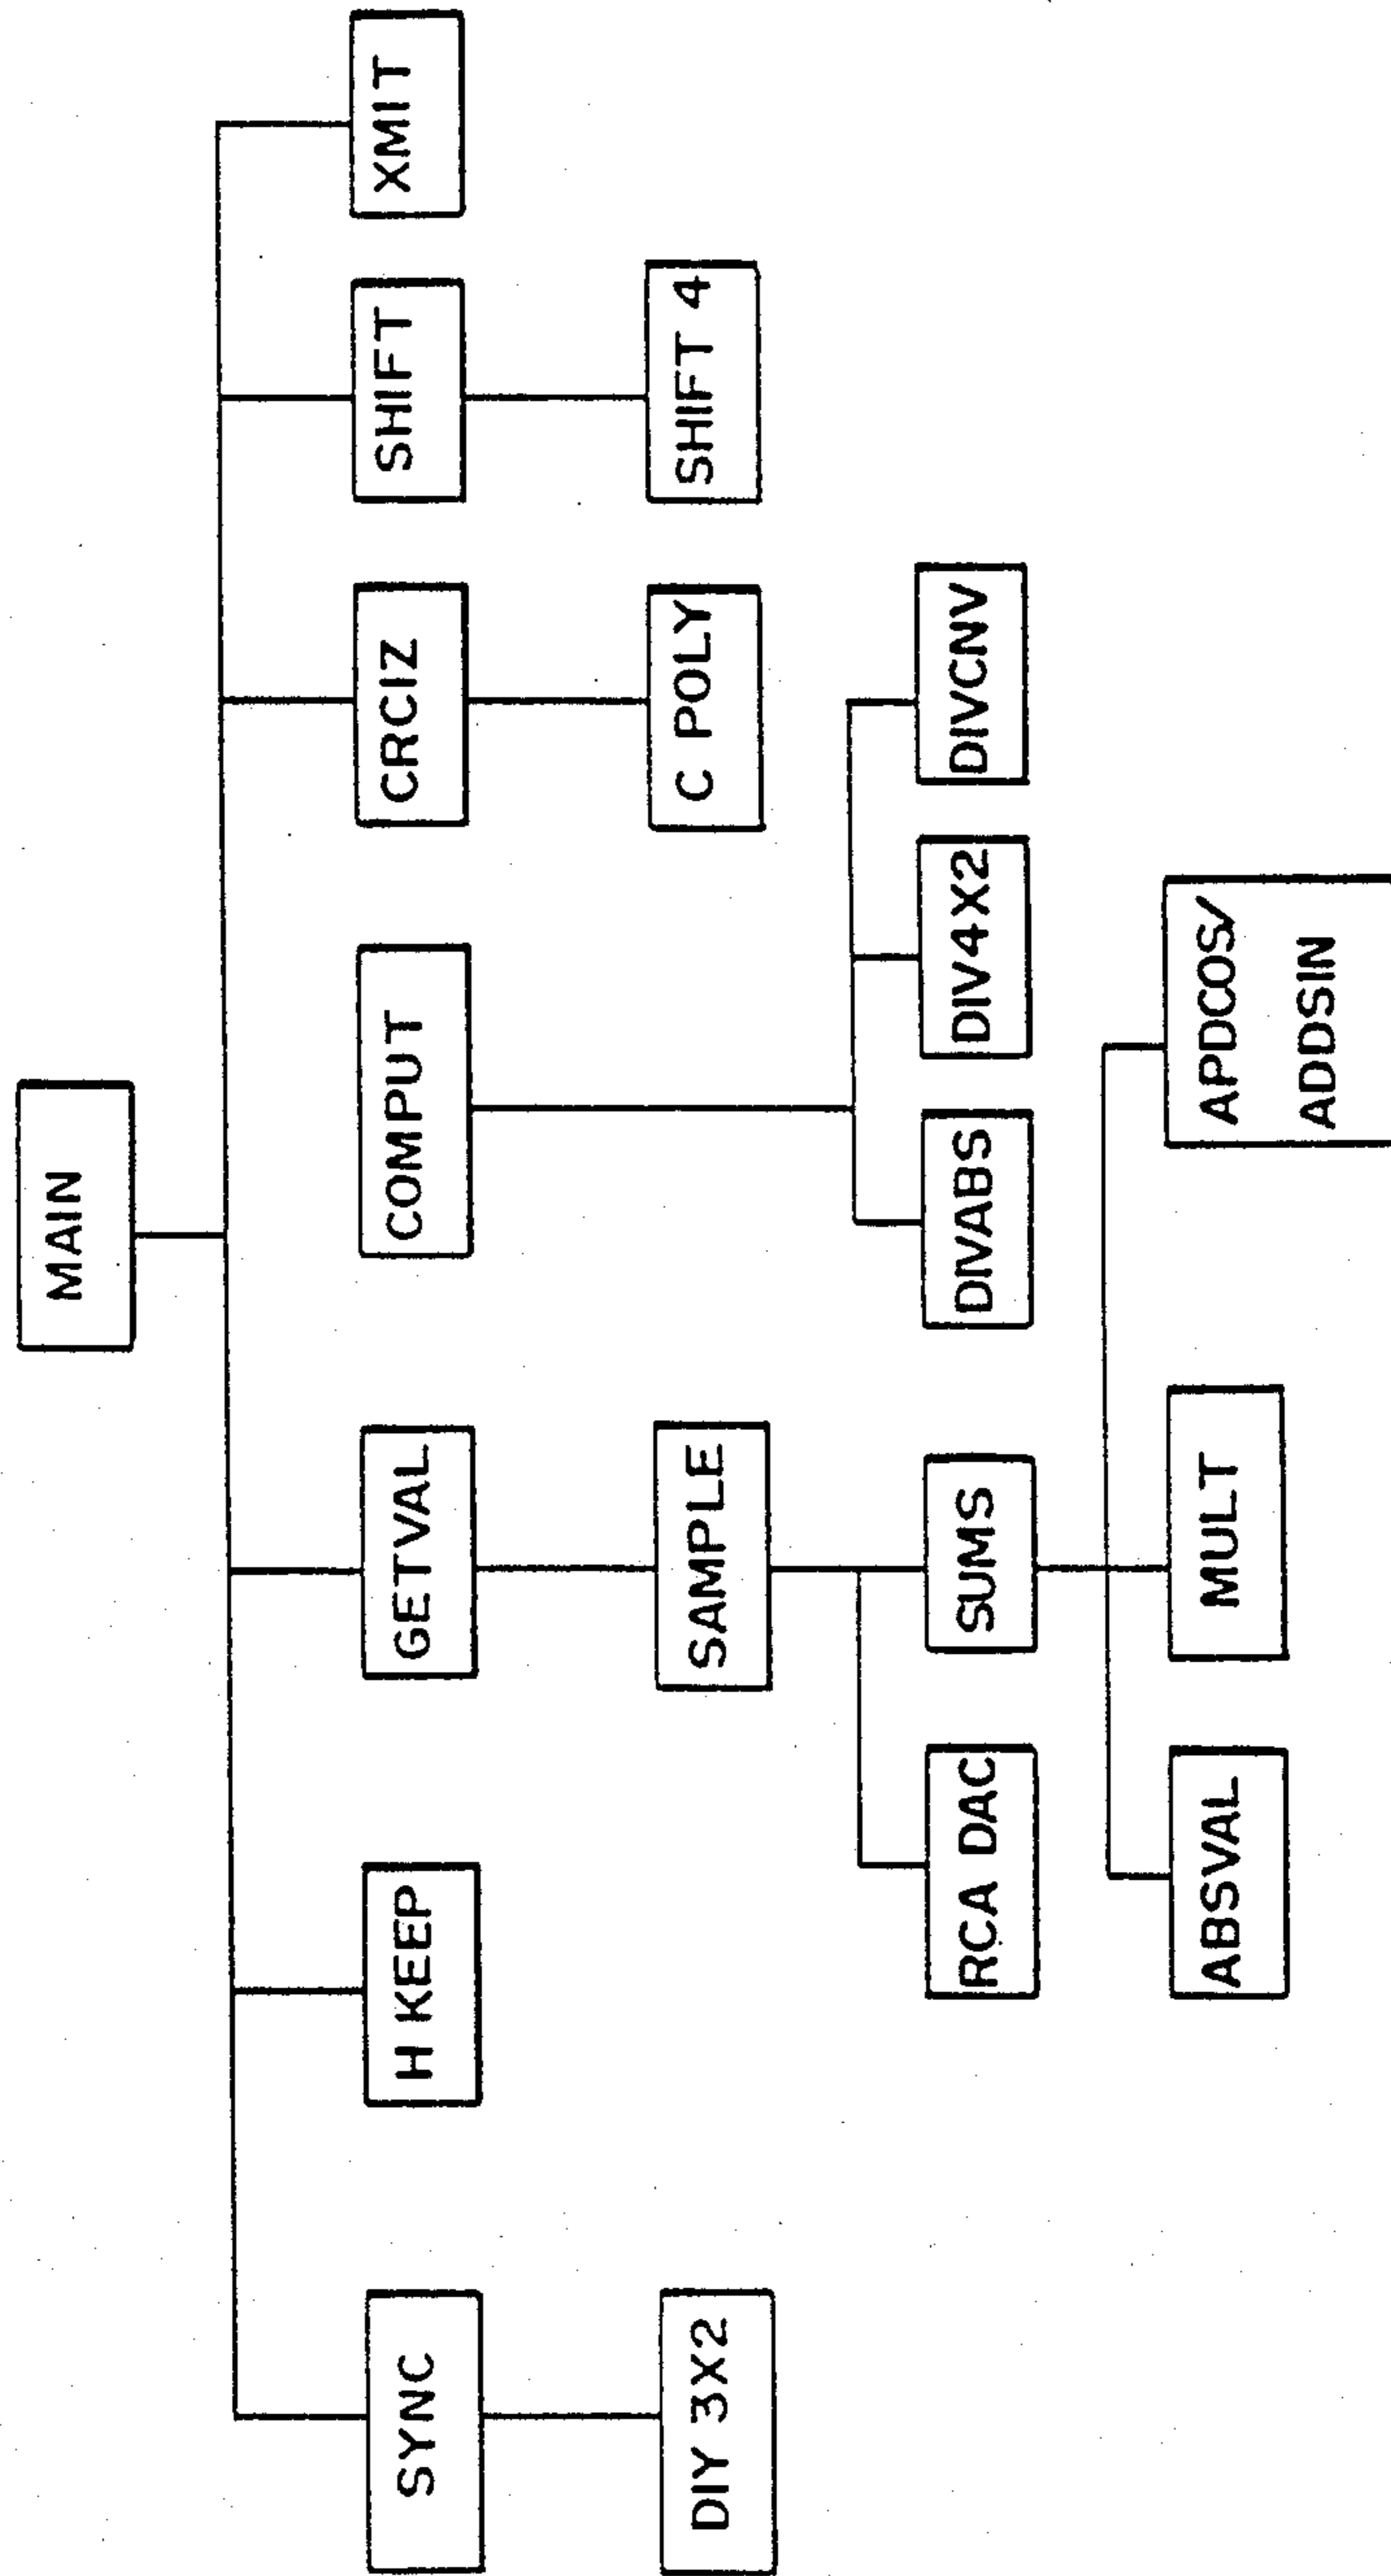 MAIN
SYNC
H KEEP
GETVAL
COMPUT
CRCIZ
SHIFT
XMIT
DIY 3X2
SAMPLE
C POLY
SHIFT 4
RCA DAC
SUMS
DIVABS
DIV4X2
DIVCNV
ABSVAL
MULT
APDCOS/
ADDSIN